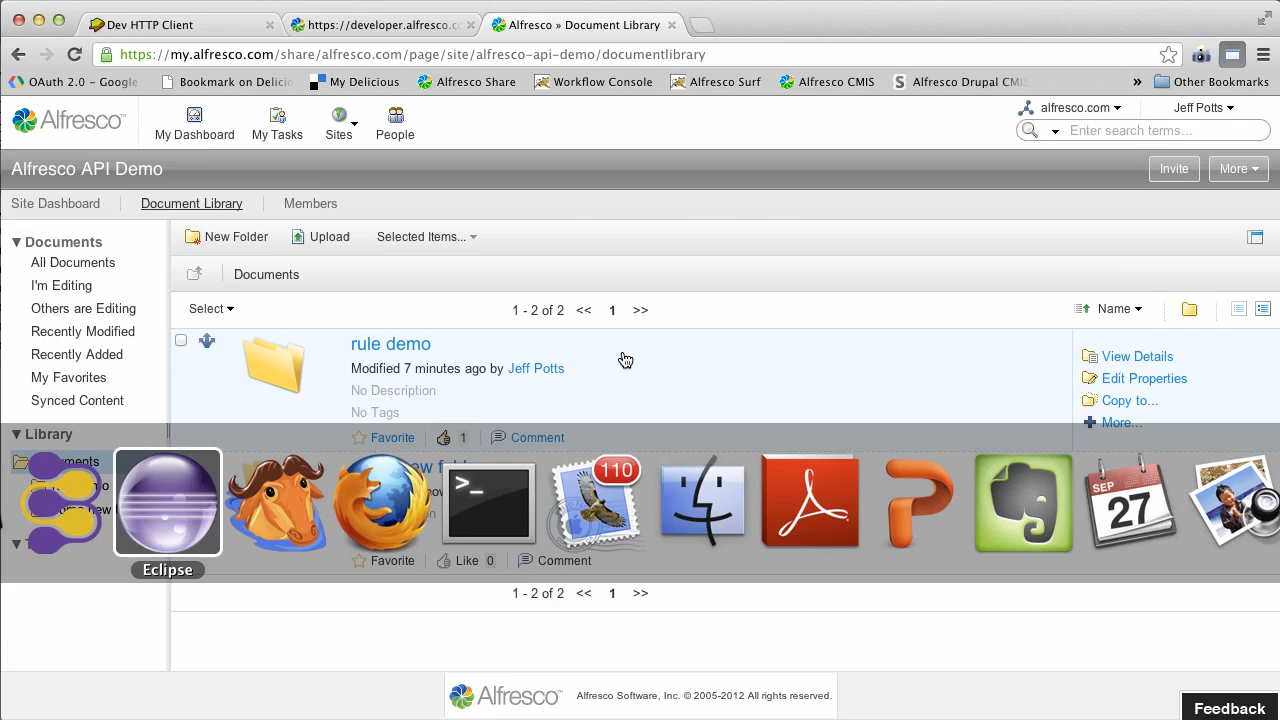 Dev HTTP Client
https://developer.alfresco.co
Alfresco » Document Library
https://my.alfresco.com/share/alfresco.com/page/site/alfresco-api-demo/documentlibrary
OAuth 2.0 - Google
Bookmark on Delicio
My Delicious
Alfresco Share
Workflow Console
Alfresco Surf
Alfresco CMIS
Alfresco Drupal CMIS
»
Other Bookmarks
Alfresco™
My Dashboard
My Tasks
Sites
People
alfresco.com
Jeff Potts
Enter search terms...
Alfresco API Demo
Invite
More
Site Dashboard
Document Library
Members
Documents
All Documents
I'm Editing
Others are Editing
Recently Modified
Recently Added
My Favorites
Synced Content
Library
New Folder
Upload
Selected Items...
Documents
Select
1 - 2 of 2 << 1 >>
Name
rule demo
Modified 7 minutes ago by Jeff Potts
No Description
No Tags
Favorite
1
Comment
View Details
Edit Properties
Copy to...
More...
>_
110
SEP
27
Eclipse
Favorite
Like 0
Comment
1 - 2 of 2 << 1 >>
Alfresco™
Alfresco Software, Inc. © 2005-2012 All rights reserved.
Feedback